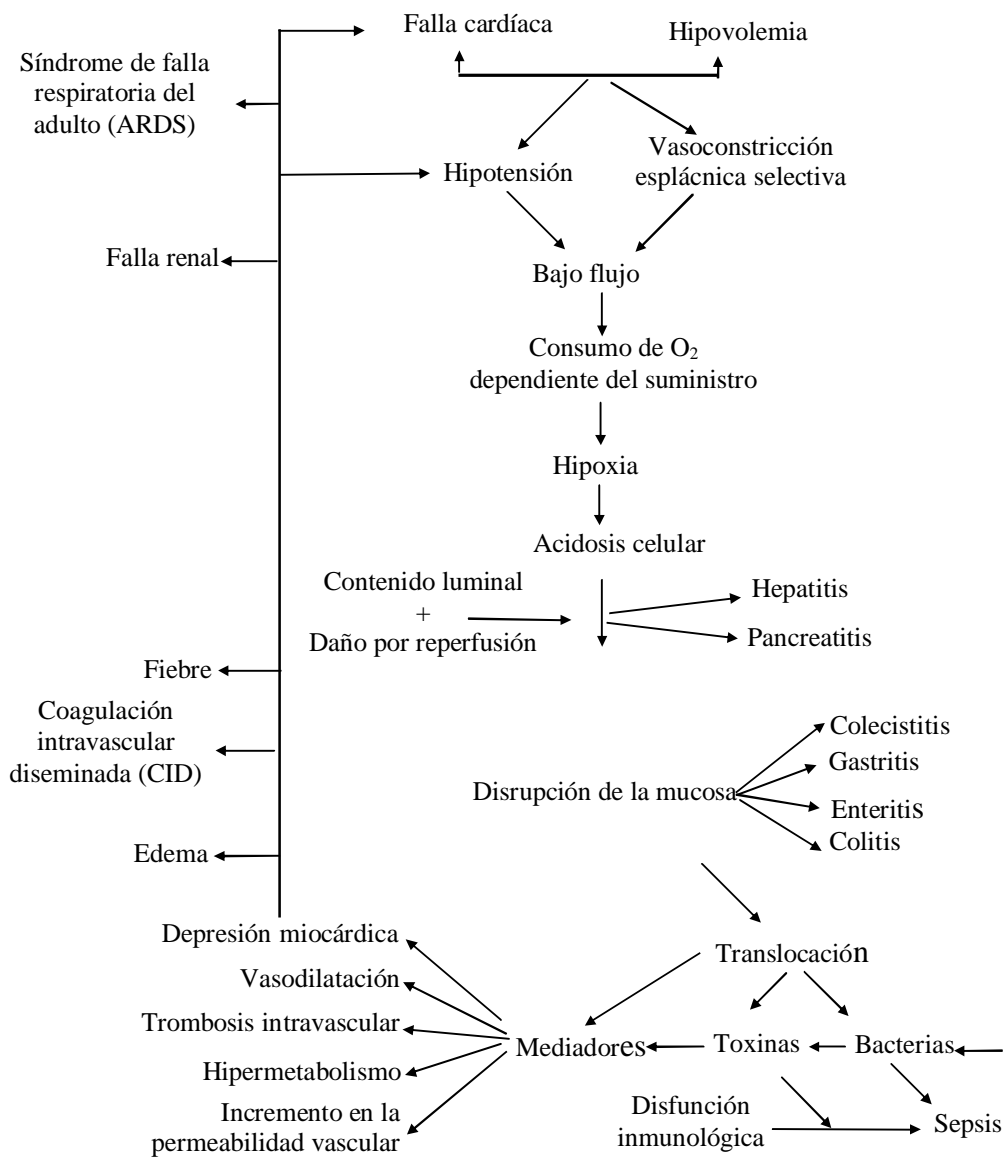 Falla cardíaca
Hipovolemia
Síndrome de falla
respiratoria del
adulto (ARDS)
Hipotensión
Vasoconstricción
esplácnica selectiva
Falla renal
Bajo flujo
Consumo de O₂
dependiente del suministro
Hipoxia
Acidosis celular
Contenido luminal
+
Daño por reperfusión
Hepatitis
Pancreatitis
Fiebre
Coagulación
intravascular
diseminada (CID)
Colecistitis
Gastritis
Disrupción de la mucosa
Enteritis
Colitis
Edema
Depresión miocárdica
Translocación
Vasodilatación
Trombosis intravascular
Mediadores
Toxinas
Bacterias
Hipermetabolismo
Incremento en la
permeabilidad vascular
Disfunción
inmunológica
Sepsis